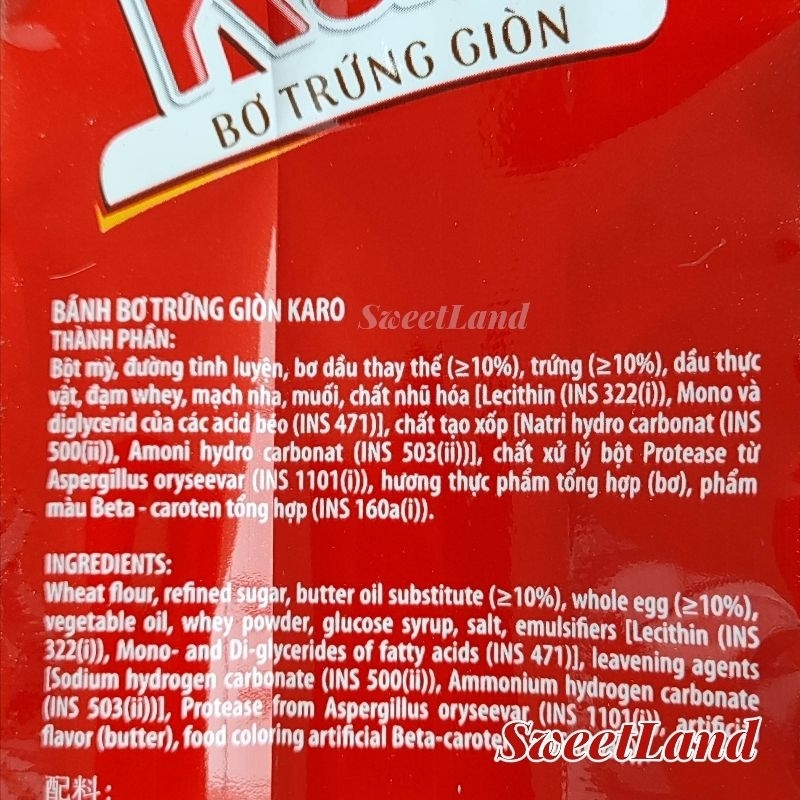 BƠ TRỨNG GIÒN
BÁNH BƠ TRỨNG GIÒN KARO
SweetLand
THÀNH PHẦN:
Bột mỳ, đường tinh luyện, bơ dầu thay thế (≥10%), trứng (≥10%), dầu thực
vật, đạm whey, mạch nha, muối, chất nhũ hóa [Lecithin (INS 322(i)), Mono và
diglycerid của các acid béo (INS 471)], chất tạo xốp [Natri hydro carbonat (INS
500(ii)), Amoni hydro carbonat (INS 503(ii))], chất xử lý bột Protease từ
Aspergillus oryseevar (INS 1101(i)), hương thực phẩm tổng hợp (bơ), phẩm
màu Beta - caroten tổng hợp (INS 160a(i)).
INGREDIENTS:
Wheat flour, refined sugar, butter oil substitute (≥10%), whole egg (≥10%),
vegetable oil, whey powder, glucose syrup, salt, emulsifiers [Lecithin (INS
322(i)), Mono- and Di-glycerides of fatty acids (INS 471)], leavening agents
[Sodium hydrogen carbonate (INS 500(ii)), Ammonium hydrogen carbonate
(INS 503(ii))], Protease from Aspergillus oryseevar (INS 1101(i)), artificial
flavor (butter), food coloring artificial Beta-carote
SweetLand
配料: